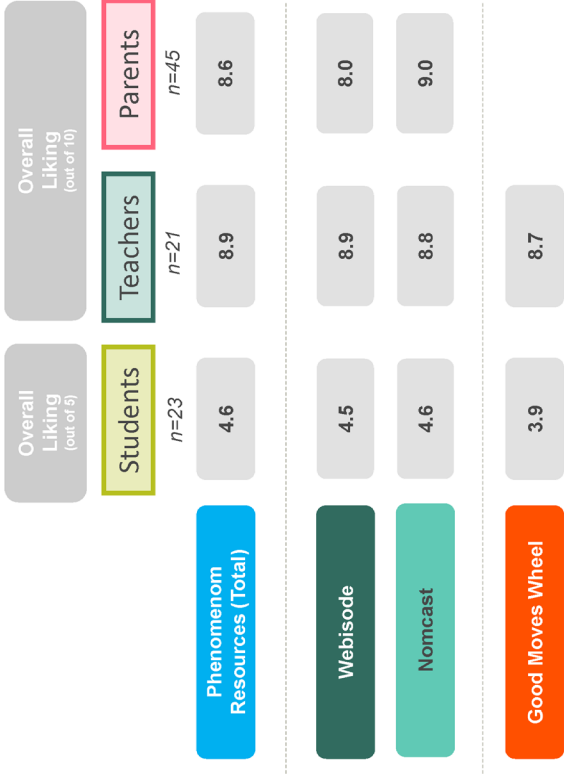 Overall
Liking
(out of 5)
Overall
Liking
(out of 10)
Students
Teachers
Parents
n=23
n=21
n=45
Phenomenom
Resources (Total)
4.6
8.9
8.6
Webisode
4.5
8.9
8.0
Nomcast
4.6
8.8
9.0
Good Moves Wheel
3.9
8.7